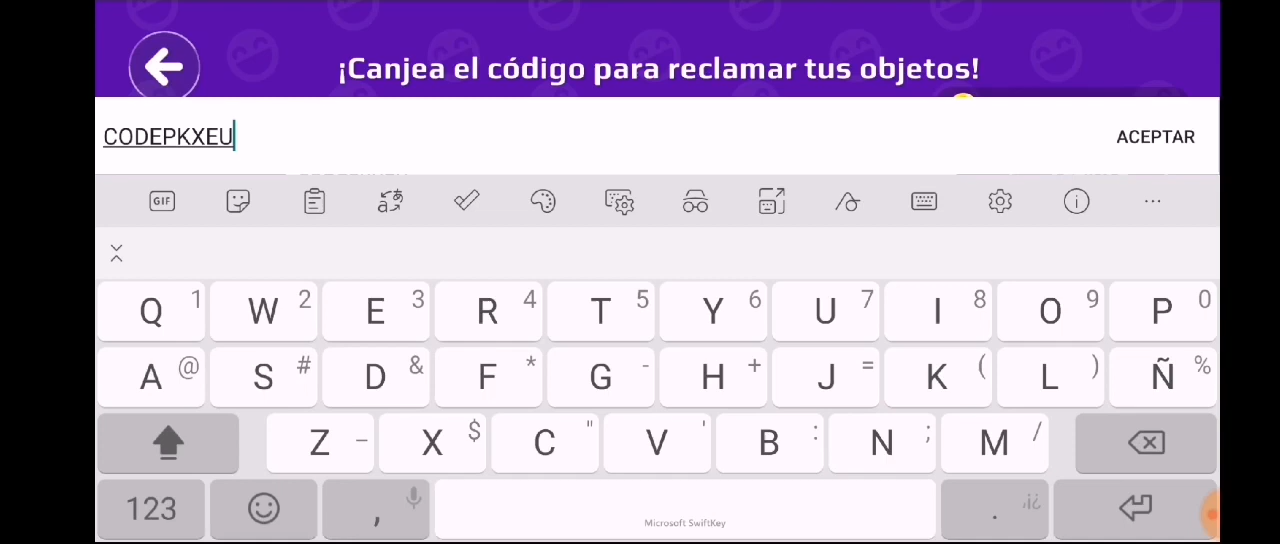 ¡Canjea el código para reclamar tus objetos!
CODEPKXEU
ACEPTAR
GIF
Q 1 W 2 E 3 R 4 T 5 Y 6 U 7 I 8 O 9 P 0
A @ S # D & F * G - H + J = K ( L ) Ñ %
Z _ X $ C " V ' B : N ; M /
123 , . ,¡¿
Microsoft SwiftKey